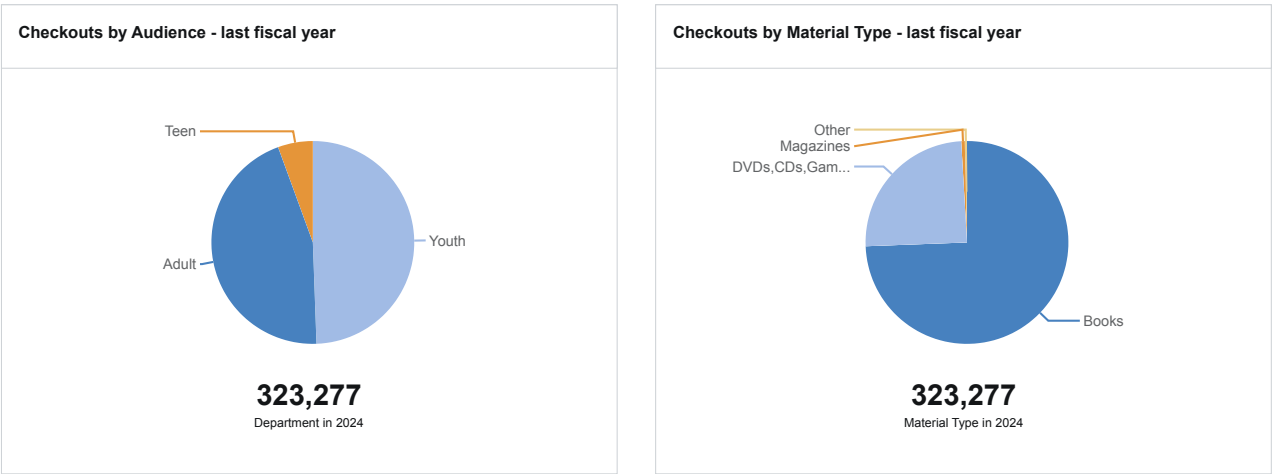 Checkouts by Audience - last fiscal year
Teen
Youth
Adult
323,277
Department in 2024
Checkouts by Material Type - last fiscal year
Other
Magazines
DVDs,CDs,Gam...
Books
323,277
Material Type in 2024